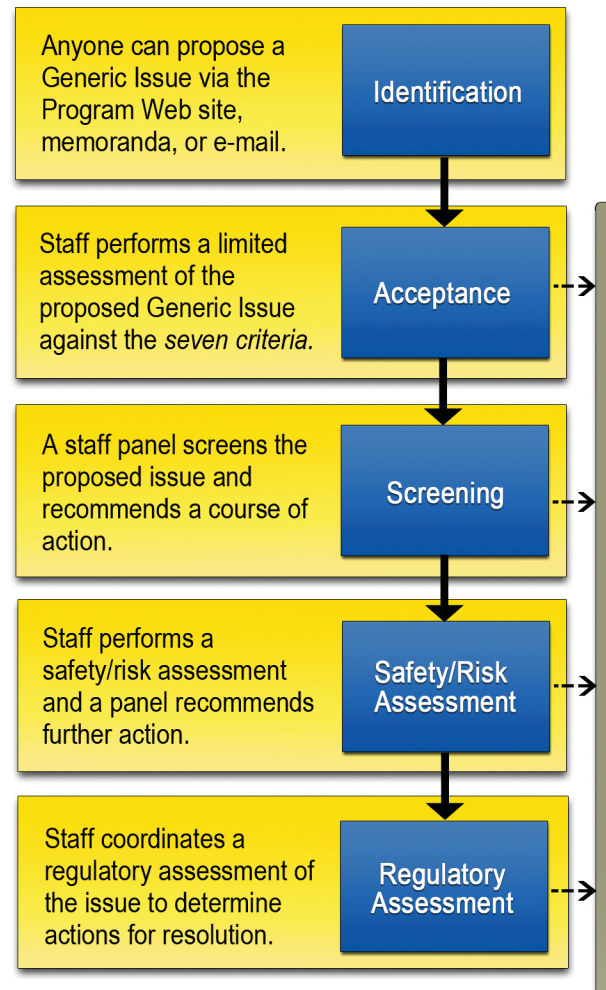 Anyone can propose a
Generic Issue via the
Program Web site,
memoranda, or e-mail.
Identification
Staff performs a limited
assessment of the
proposed Generic Issue
against the seven criteria.
Acceptance
A staff panel screens the
proposed issue and
recommends a course of
action.
Screening
Staff performs a
safety/risk assessment
and a panel recommends
further action.
Safety/Risk
Assessment
Staff coordinates a
regulatory assessment of
the issue to determine
actions for resolution.
Regulatory
Assessment